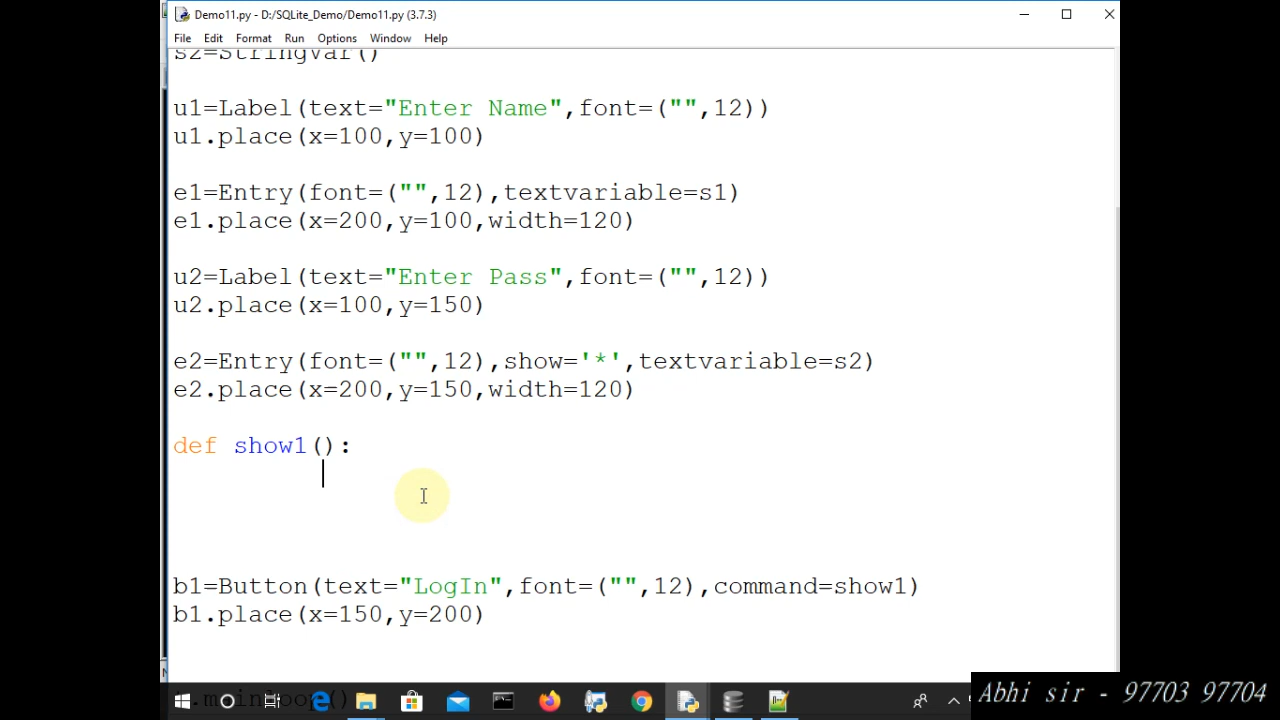 Demo11.py - D:/SQLite_Demo/Demo11.py (3.7.3)
File Edit Format Run Options Window Help
s2=StringVar()
u1=Label(text="Enter Name",font=("",12))
u1.place(x=100,y=100)
e1=Entry(font=("",12),textvariable=s1)
e1.place(x=200,y=100,width=120)
u2=Label(text="Enter Pass",font=("",12))
u2.place(x=100,y=150)
e2=Entry(font=("",12),show='*',textvariable=s2)
e2.place(x=200,y=150,width=120)
def show1():
b1=Button(text="LogIn",font=("",12),command=show1)
b1.place(x=150,y=200)
Abhi sir - 97703 97704